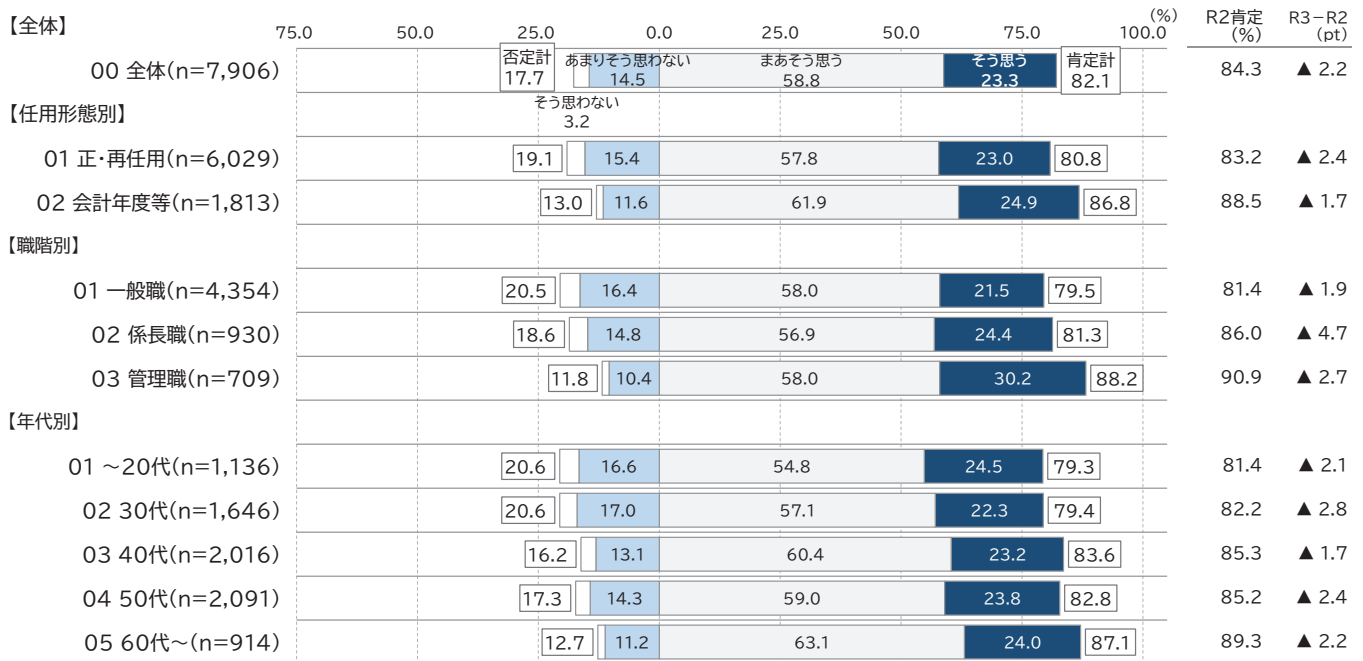 【全体】
75.0 50.0 25.0 0.0 25.0 50.0 75.0 100.0 (%) R2肯定(%) R3－R2(pt)
否定計 あまりそう思わない まあそう思う そう思う 肯定計
00 全体(n=7,906) 17.7 14.5 58.8 23.3 82.1 84.3 ▲ 2.2
そう思わない
3.2
【任用形態別】
01 正・再任用(n=6,029) 19.1 15.4 57.8 23.0 80.8 83.2 ▲ 2.4
02 会計年度等(n=1,813) 13.0 11.6 61.9 24.9 86.8 88.5 ▲ 1.7
【職階別】
01 一般職(n=4,354) 20.5 16.4 58.0 21.5 79.5 81.4 ▲ 1.9
02 係長職(n=930) 18.6 14.8 56.9 24.4 81.3 86.0 ▲ 4.7
03 管理職(n=709) 11.8 10.4 58.0 30.2 88.2 90.9 ▲ 2.7
【年代別】
01 ～20代(n=1,136) 20.6 16.6 54.8 24.5 79.3 81.4 ▲ 2.1
02 30代(n=1,646) 20.6 17.0 57.1 22.3 79.4 82.2 ▲ 2.8
03 40代(n=2,016) 16.2 13.1 60.4 23.2 83.6 85.3 ▲ 1.7
04 50代(n=2,091) 17.3 14.3 59.0 23.8 82.8 85.2 ▲ 2.4
05 60代～(n=914) 12.7 11.2 63.1 24.0 87.1 89.3 ▲ 2.2